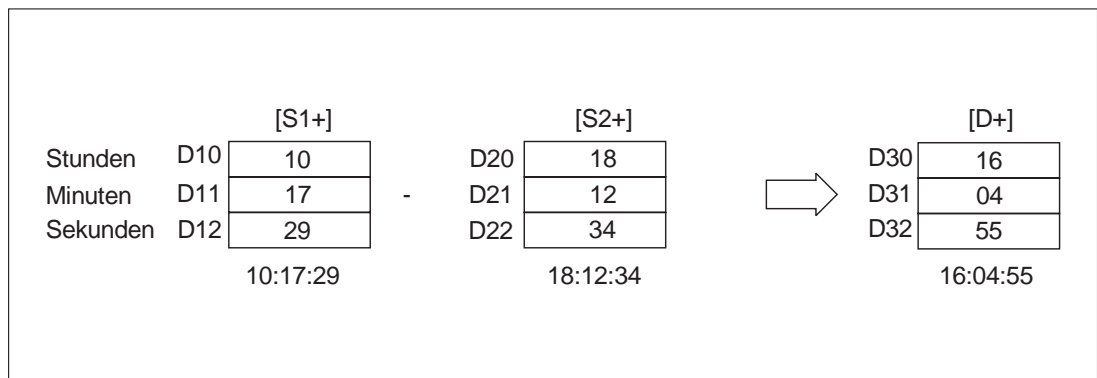 [S1+] [S2+] [D+]
Stunden D10 10 D20 18 D30 16
Minuten D11 17 - D21 12 D31 04
Sekunden D12 29 D22 34 D32 55
10:17:29 18:12:34 16:04:55